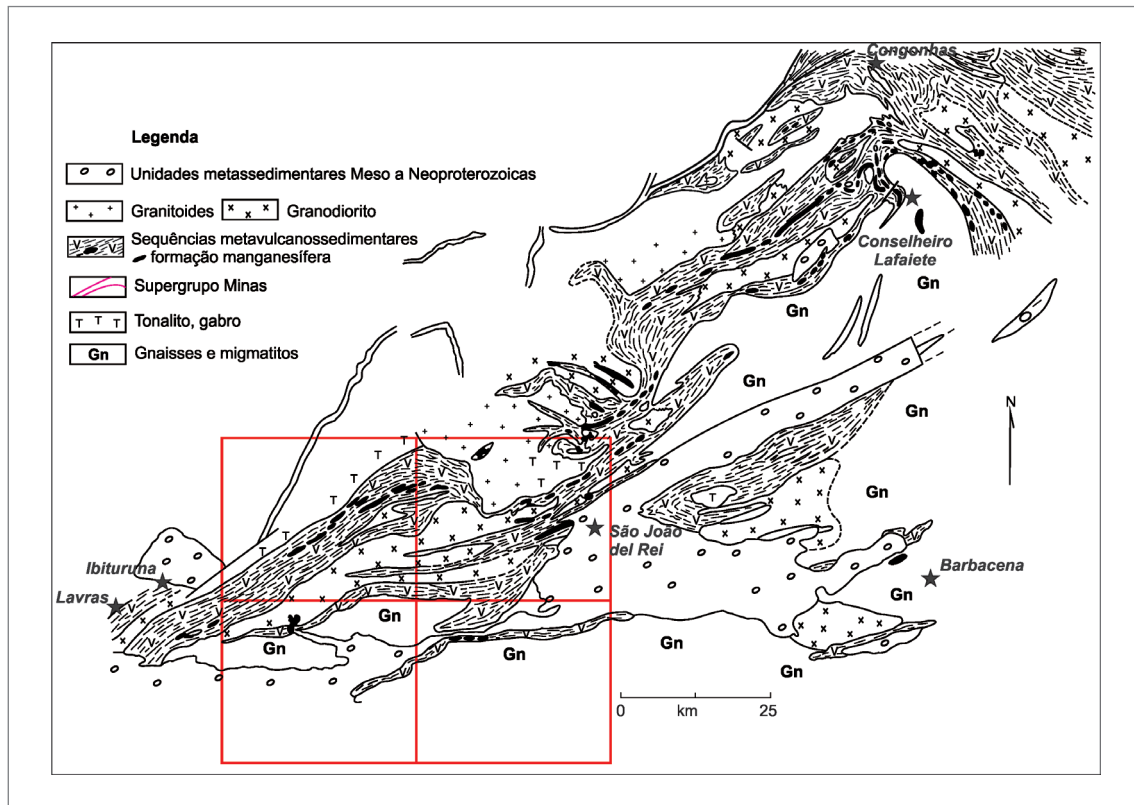 Congonhas
Legenda
Unidades metassedimentares Meso a Neoproterozoicas
Granitoides
Granodiorito
Sequências metavulcanossedimentares
formação manganesífera
Supergrupo Minas
T T T
Tonalito, gabro
Gn
Gnaisses e migmatitos
Conselheiro
Lafaiete
Gn
Gn
Gn
Gn
N
Gn
São João
del Rei
Ibituruna
Lavras
Barbacena
Gn
Gn
Gn
Gn
Gn
Gn
0 km 25